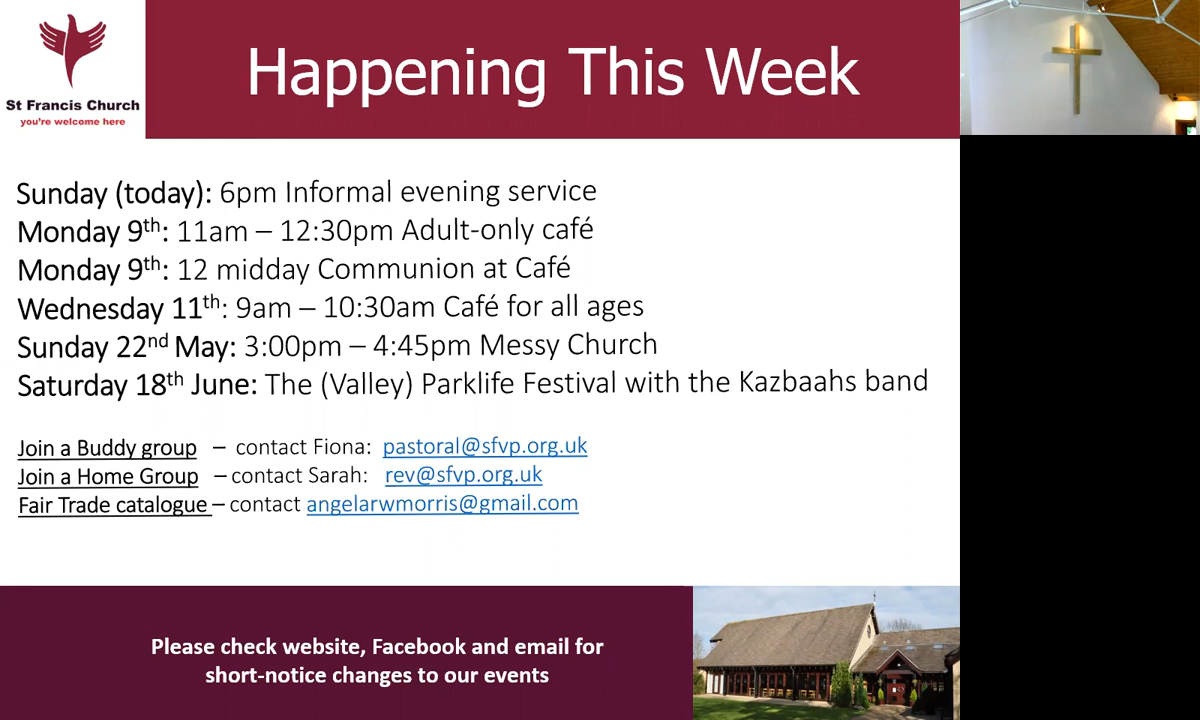 St Francis Church
you're welcome here
Happening This Week
Sunday (today): 6pm Informal evening service
Monday 9th: 11am – 12:30pm Adult-only café
Monday 9th: 12 midday Communion at Café
Wednesday 11th: 9am – 10:30am Café for all ages
Sunday 22nd May: 3:00pm – 4:45pm Messy Church
Saturday 18th June: The (Valley) Parklife Festival with the Kazbaahs band
Join a Buddy group – contact Fiona: pastoral@sfvp.org.uk
Join a Home Group – contact Sarah: rev@sfvp.org.uk
Fair Trade catalogue – contact angelarwmorris@gmail.com
Please check website, Facebook and email for
short-notice changes to our events